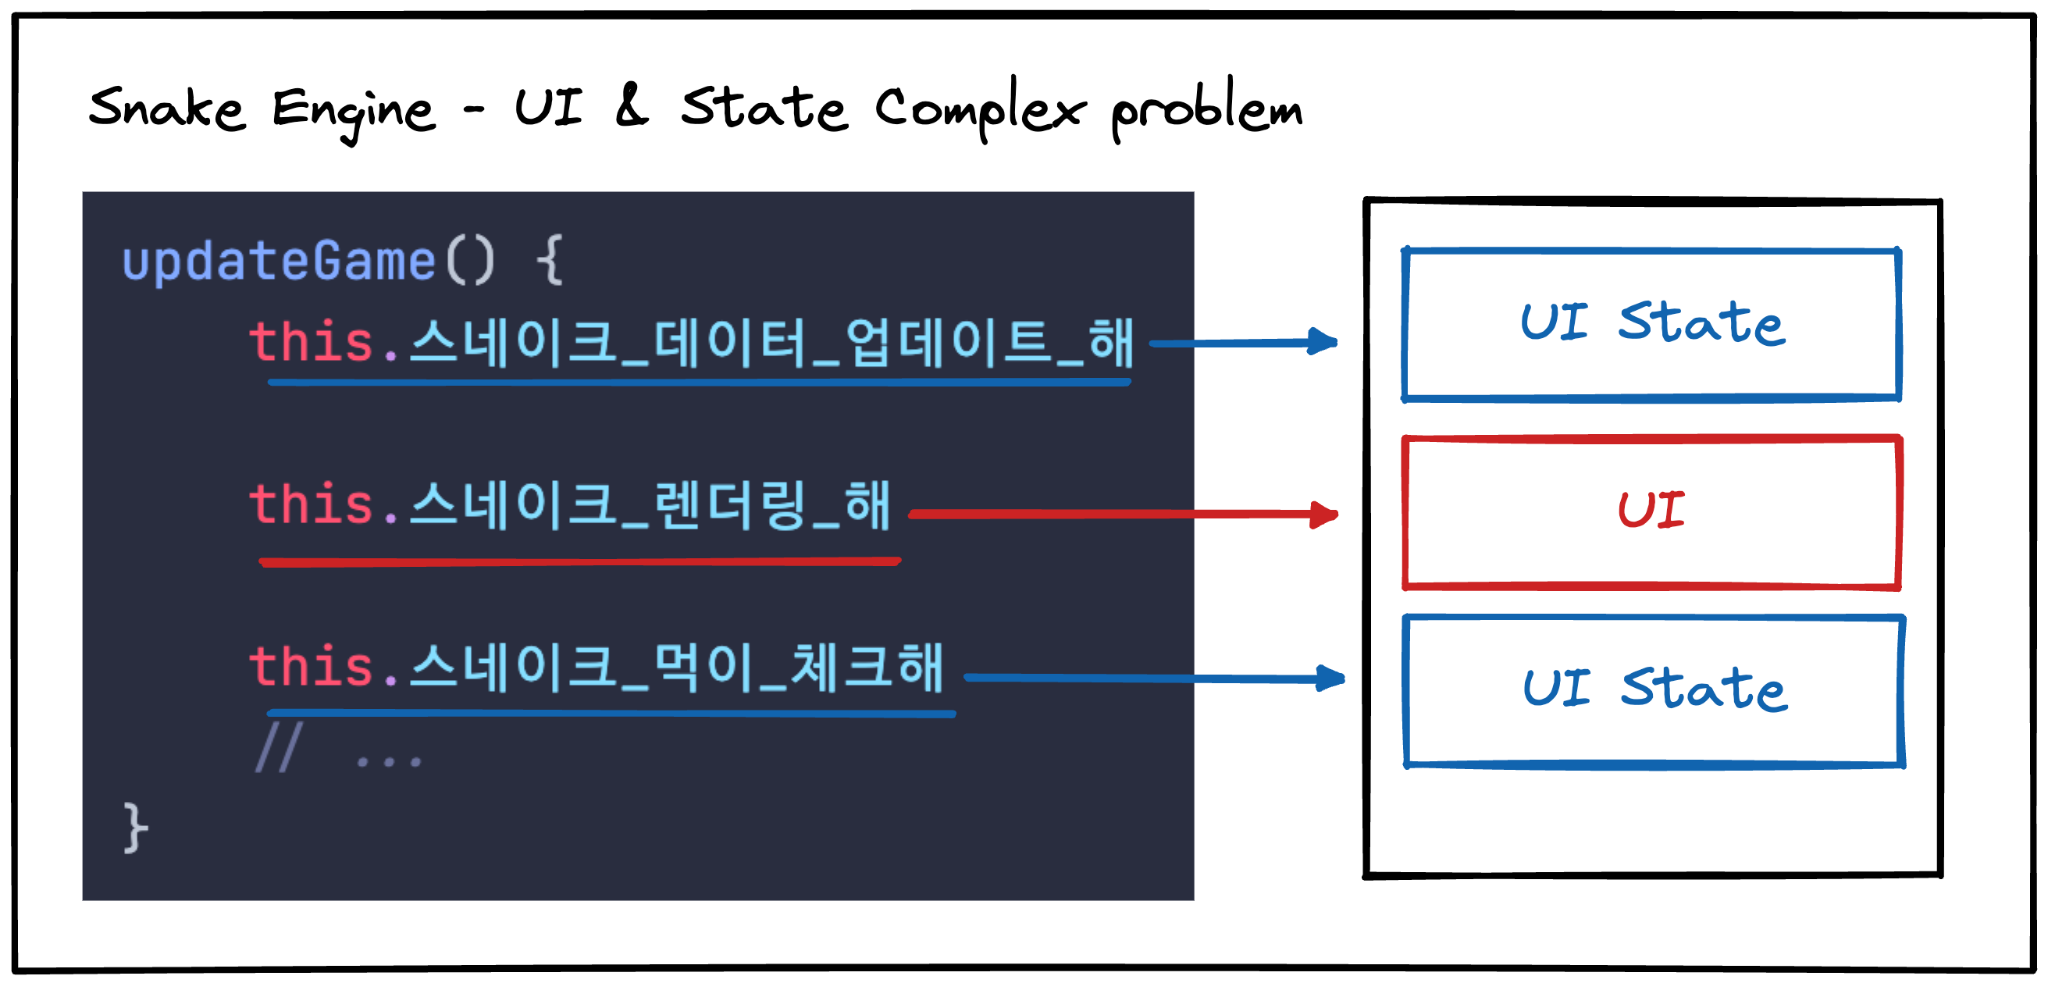 Snake Engine - UI & State Complex problem
updateGame() {
this.스네이크_데이터_업데이트_해
UI State
this.스네이크_렌더링_해
UI
this.스네이크_먹이_체크해
UI State
// ...
}